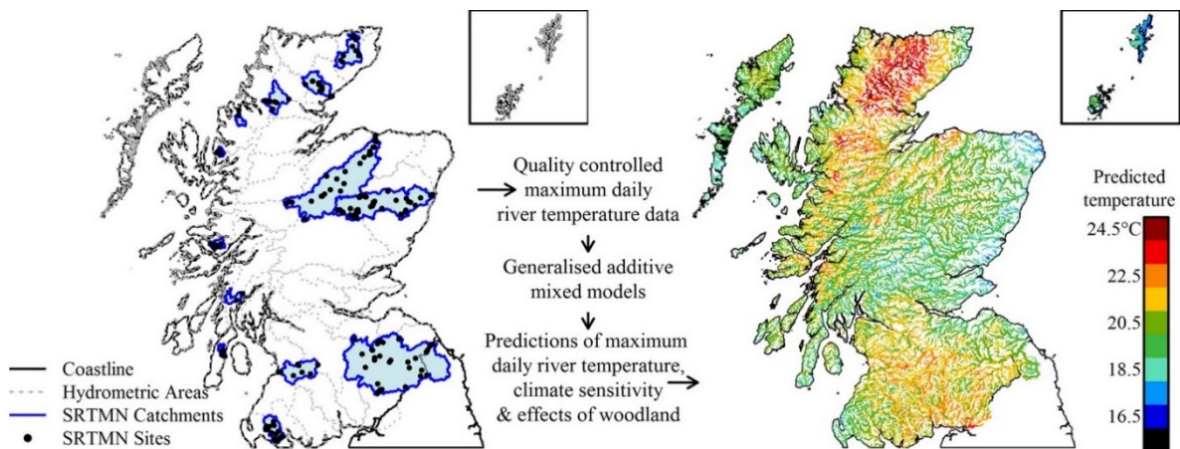 Quality controlled
maximum daily
river temperature data
Generalised additive
mixed models
Predictions of maximum
daily river temperature,
climate sensitivity
& effects of woodland
Coastline
Hydrometric Areas
SRTMN Catchments
SRTMN Sites
Predicted
temperature
24.5°C
22.5
20.5
18.5
16.5